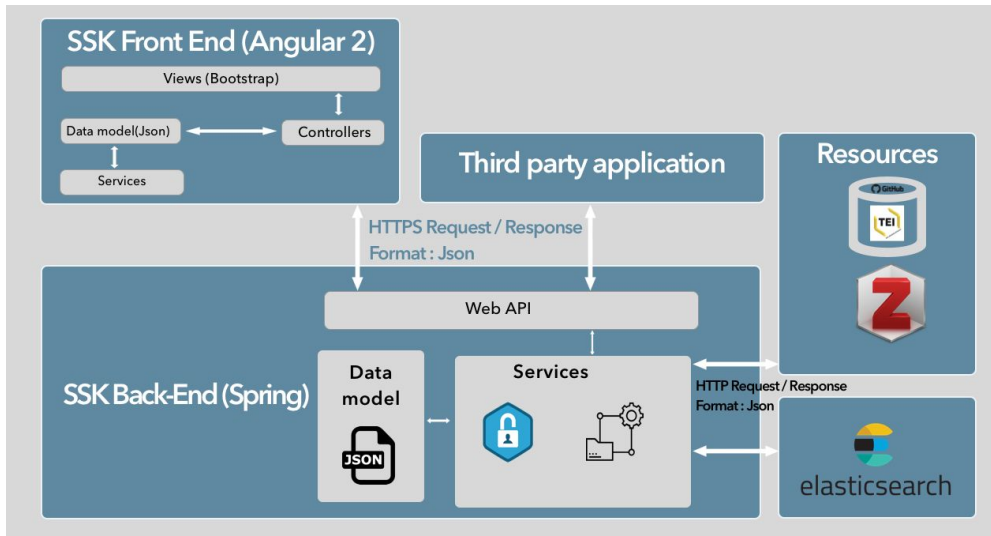 SSK Front End (Angular 2)
Views (Bootstrap)
Data model(Json)
Controllers
Services
Third party application
Resources
GitHub
TEI
Z
HTTPS Request / Response
Format : Json
Web API
SSK Back-End (Spring)
Data
model
JSON
Services
HTTP Request / Response
Format : Json
elasticsearch